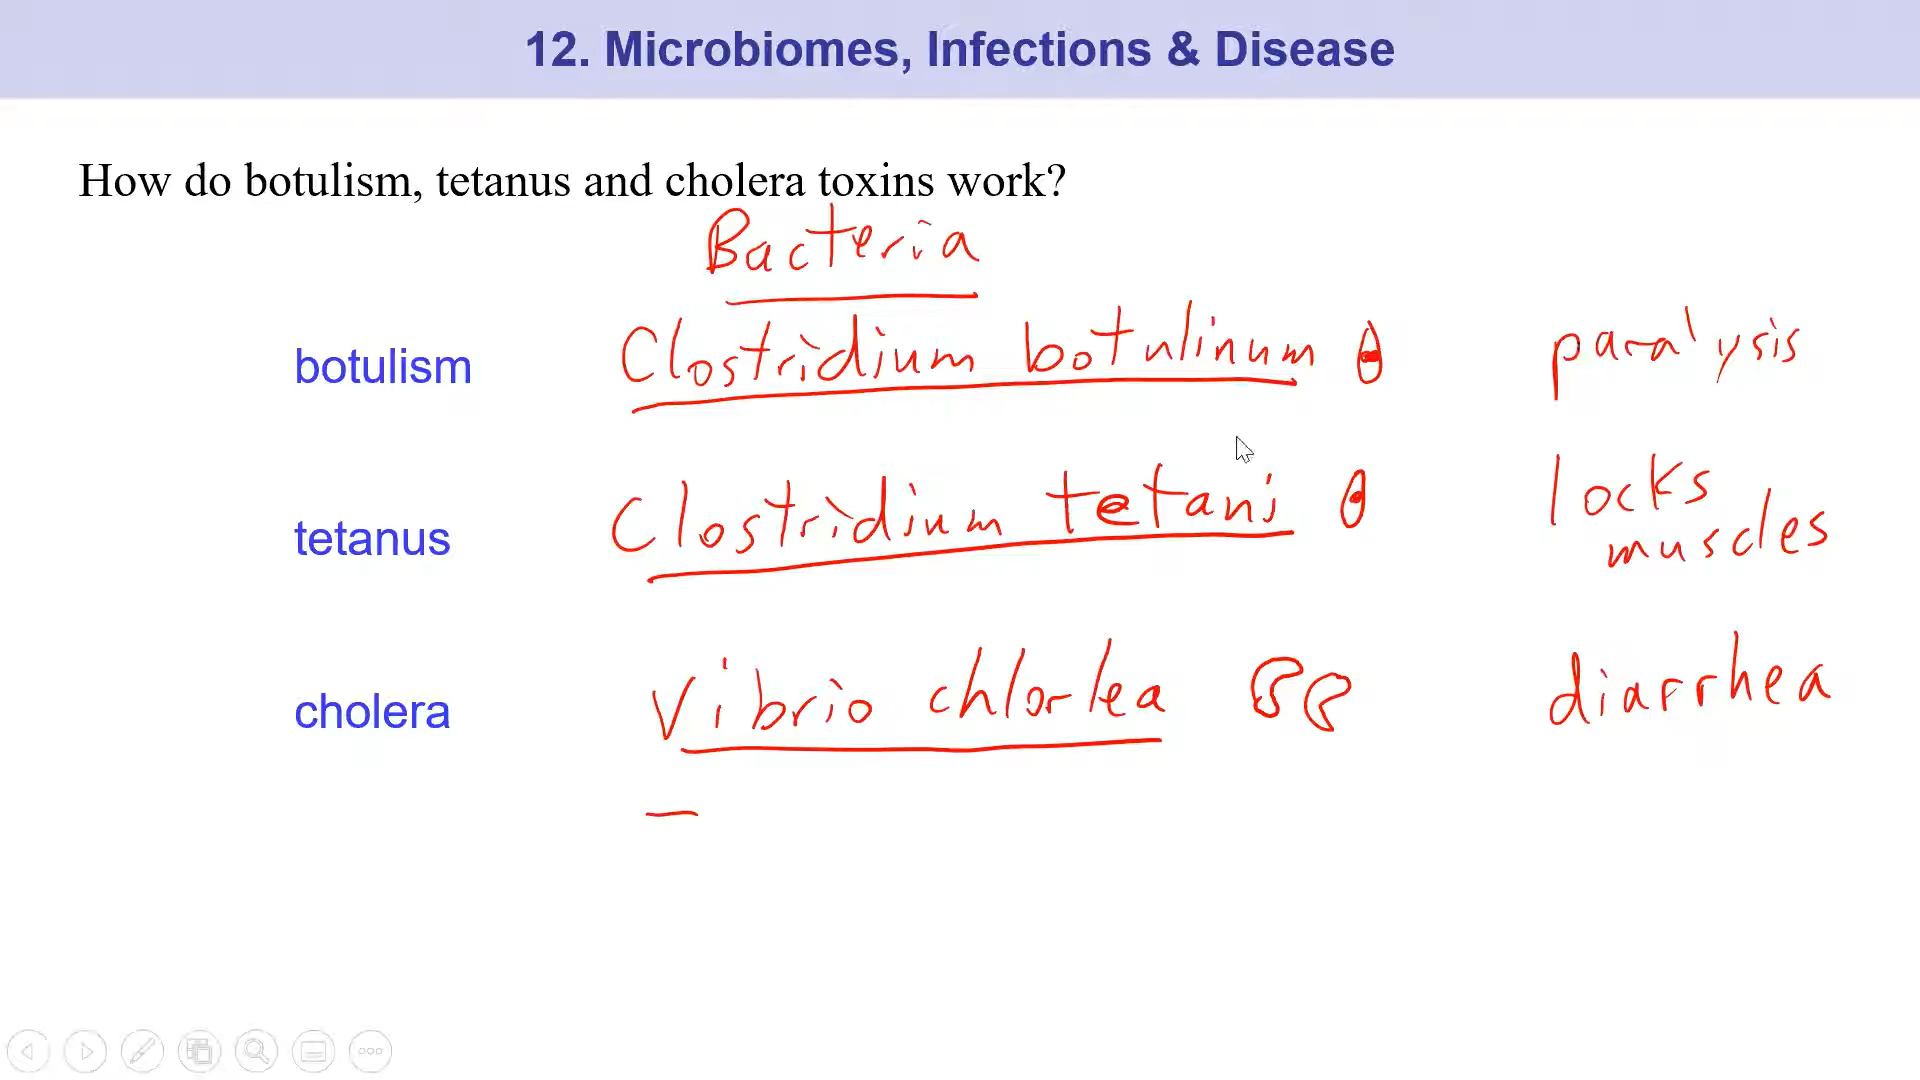 12. Microbiomes, Infections & Disease
How do botulism, tetanus and cholera toxins work?
Bacteria
botulism Clostridium botulinum paralysis
tetanus Clostridium tetani locks muscles
cholera Vibrio chlorlea diarrhea